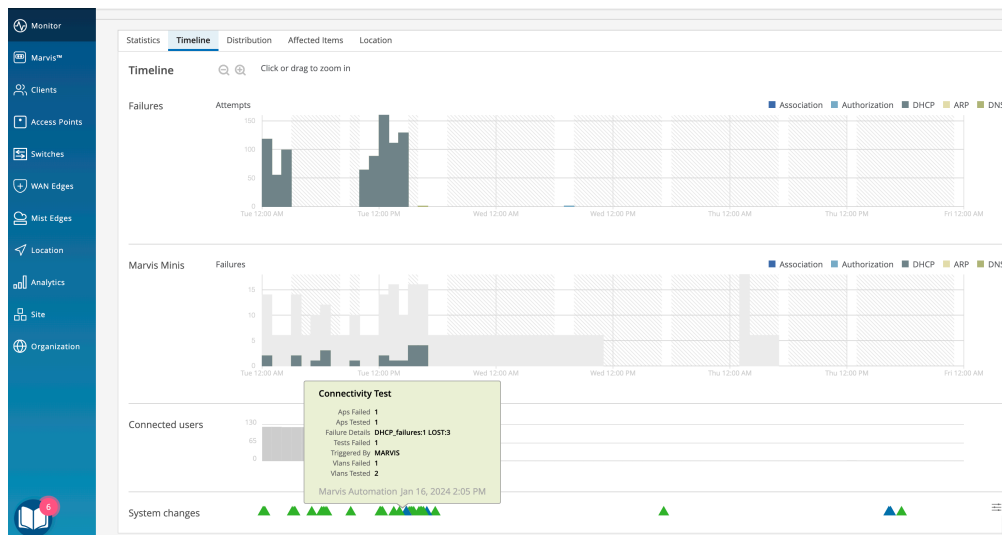 Monitor
Marvis™
Clients
Access Points
Switches
WAN Edges
Mist Edges
Location
Analytics
Site
Organization
6
Statistics Timeline Distribution Affected Items Location
Timeline Click or drag to zoom in
Failures Attempts Association Authorization DHCP ARP DNS
150
100
50
0
Tue 12:00 AM Tue 12:00 PM Wed 12:00 AM Wed 12:00 PM Thu 12:00 AM Thu 12:00 PM Fri 12:00 AM
Marvis Minis Failures Association Authorization DHCP ARP DNS
15
10
5
0
Tue 12:00 AM Tue 12:00 PM Wed 12:00 AM Wed 12:00 PM Thu 12:00 AM Thu 12:00 PM Fri 12:00 AM
Connected users
130
65
0
Connectivity Test
Aps Failed 1
Aps Tested 1
Failure Details DHCP_failures:1 LOST:3
Tests Failed 1
Triggered By MARVIS
Vlans Failed 1
Vlans Tested 2
Marvis Automation Jan 16, 2024 2:05 PM
System changes